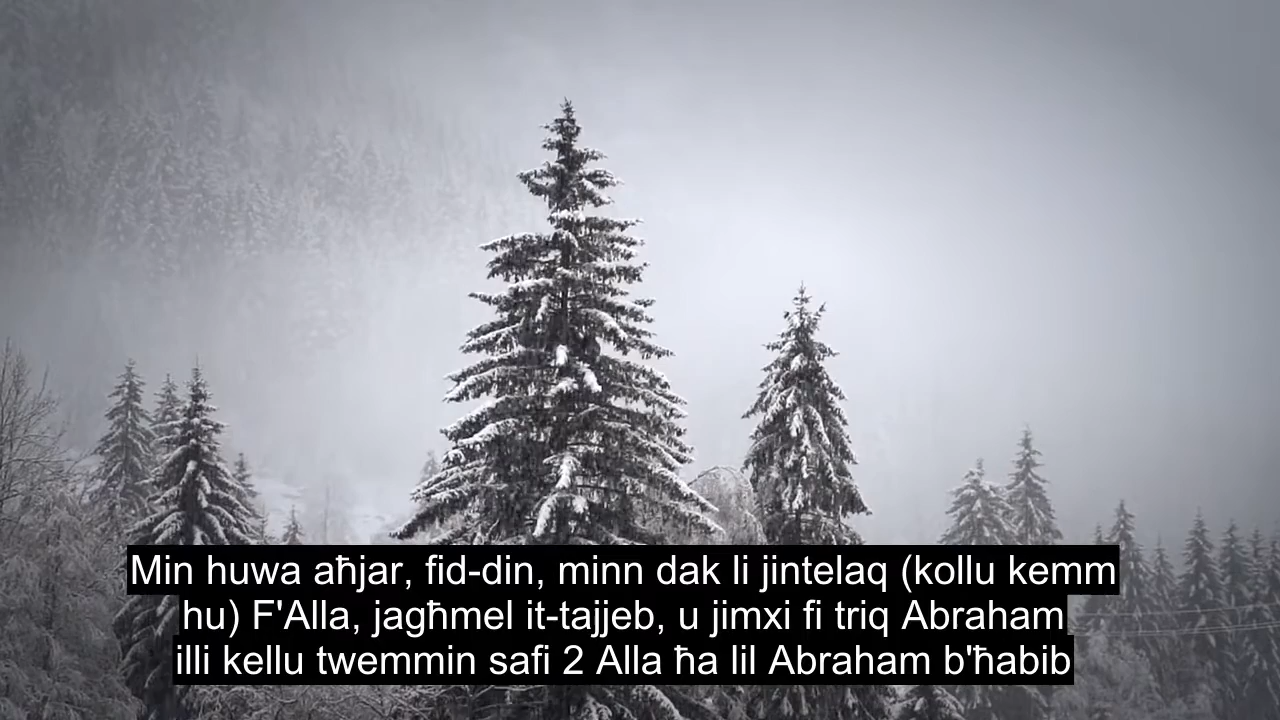 Min huwa aħjar, fid-din, minn dak li jintelaq (kollu kemm
hu) F'Alla, jagħmel it-tajjeb, u jimxi fi triq Abraham
illi kellu twemmin safi 2 Alla ħa lil Abraham b'ħabib